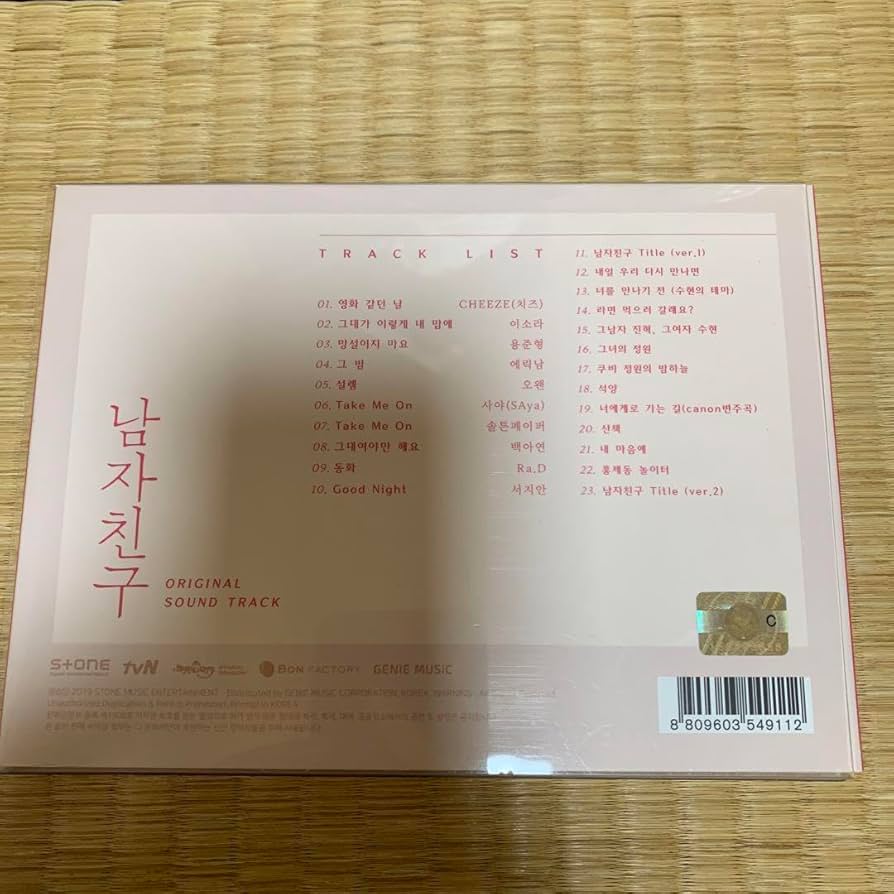 TRACK LIST
01. 영화 같던 날 CHEEZE(치즈)
02. 그대가 이렇게 내 맘에 이소라
03. 망설이지 마요 용준형
04. 그 밤 에릭남
05. 설렘 오왠
06. Take Me On 사야(SAya)
07. Take Me On 솔튼페이퍼
08. 그대여야만 해요 백아연
09. 동화 Ra.D
10. Good Night 서지안
11. 남자친구 Title (ver.1)
12. 내일 우리 다시 만나면
13. 너를 만나기 전 (수현의 테마)
14. 라면 먹으러 갈래요?
15. 그남자 진혁, 그여자 수현
16. 그녀의 정원
17. 쿠바 정원의 밤하늘
18. 석양
19. 너에게로 가는 길(canon변주곡)
20. 산책
21. 내 마음에
22. 홍제동 놀이터
23. 남자친구 Title (ver.2)
남자친구
ORIGINAL
SOUND TRACK
C
STONE
tvN
BON FACTORY
GENIE MUSIC
2019 STONE MUSIC ENTERTAINMENT
8 809603 549112